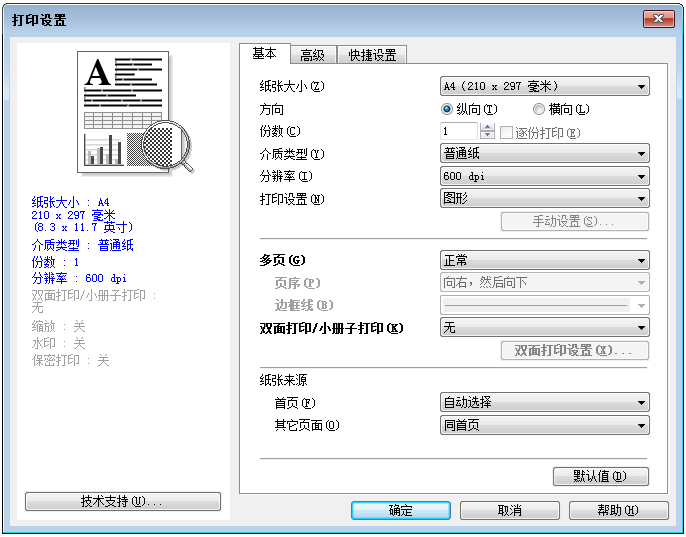 打印设置
基本
高级
快捷设置
A
纸张大小 : A4
210 x 297 毫米
(8.3 x 11.7 英寸)
介质类型 : 普通纸
份数 : 1
分辨率 : 600 dpi
双面打印/小册子打印 :
无
缩放 : 关
水印 : 关
保密打印 : 关
技术支持(U)...
纸张大小(Z) A4 (210 x 297 毫米)
方向 纵向(T) 横向(L)
份数(C) 1 逐份打印(E)
介质类型(Y) 普通纸
分辨率(I) 600 dpi
打印设置(N) 图形
手动设置(S)...
多页(G) 正常
页序(P) 向右, 然后向下
边框线(B)
双面打印/小册子打印(K) 无
双面打印设置(X)...
纸张来源
首页(F) 自动选择
其它页面(O) 同首页
默认值(D)
确定 取消 帮助(H)